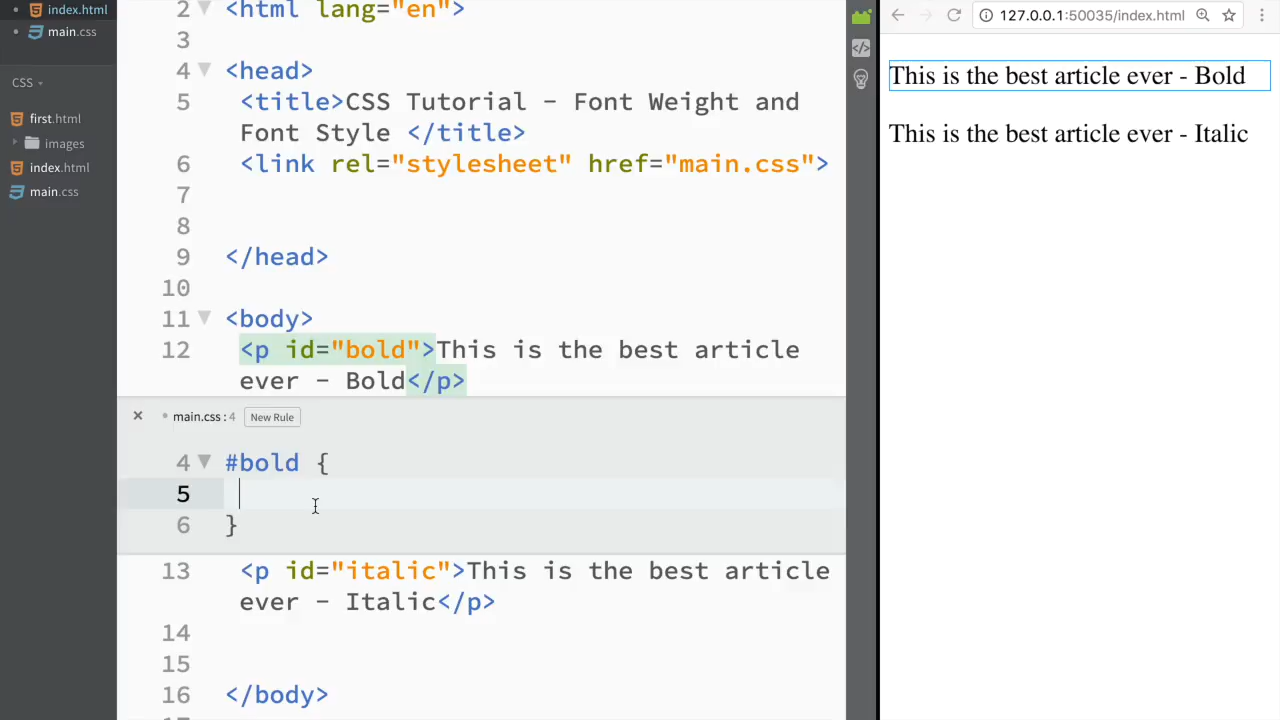 index.html
main.css
CSS
first.html
images
index.html
main.css
2 <html lang="en">
3
4 <head>
5 <title>CSS Tutorial - Font Weight and
Font Style </title>
6 <link rel="stylesheet" href="main.css">
7
8
9 </head>
10
11 <body>
12 <p id="bold">This is the best article
ever - Bold</p>
× main.css : 4 New Rule
4 #bold {
5
6 }
13 <p id="italic">This is the best article
ever - Italic</p>
14
15
16 </body>
127.0.0.1:50035/index.html
This is the best article ever - Bold
This is the best article ever - Italic